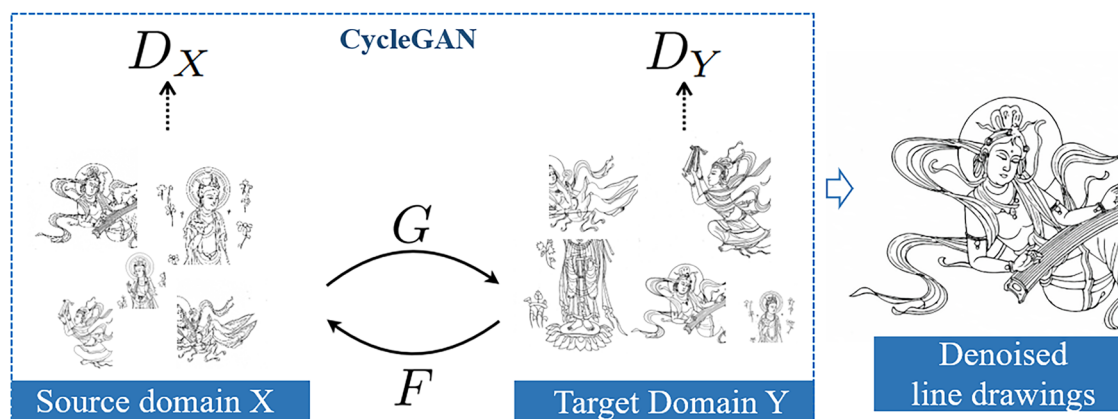 CycleGAN
D_X
D_Y
G
F
Source domain X
Target Domain Y
Denoised
line drawings